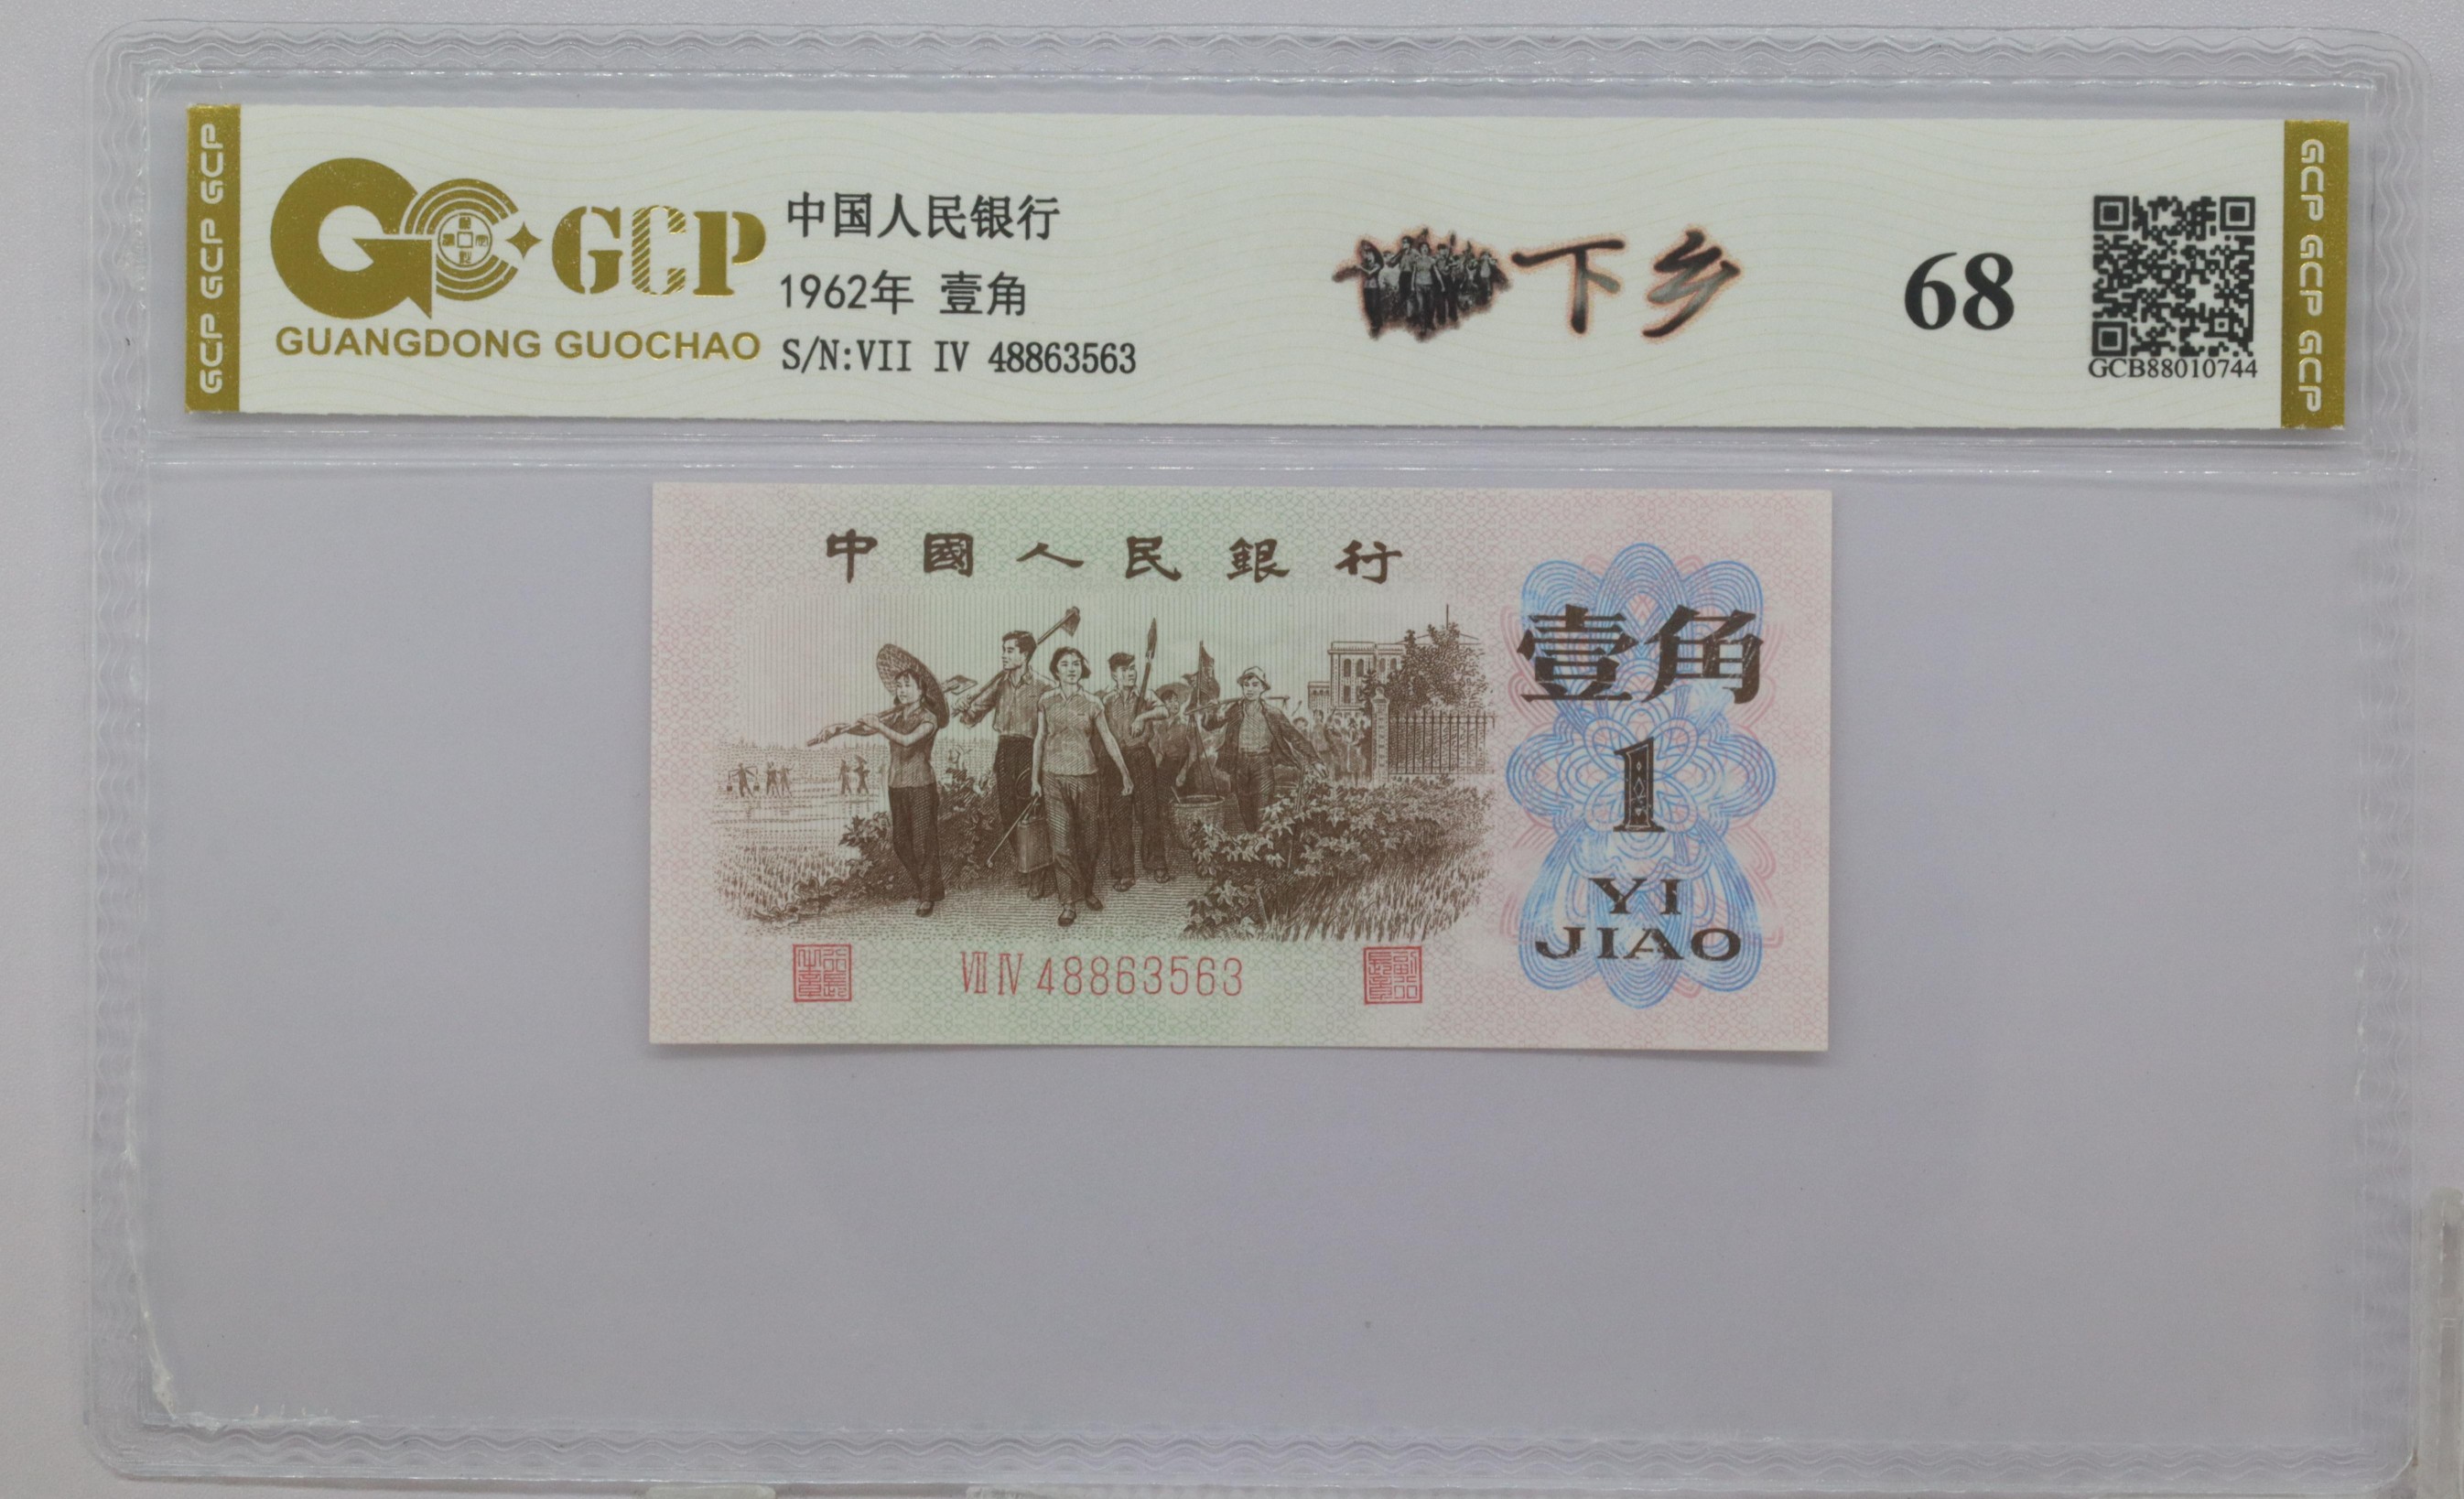 GCP GCP GCP
GCP
GUANGDONG GUOCHAO
中国人民银行
1962年 壹角
S/N:VII IV 48863563
下乡
68
GCB88010744
GCP GCP GCP
中國人民銀行
壹角
1
YI
JIAO
VII IV 48863563